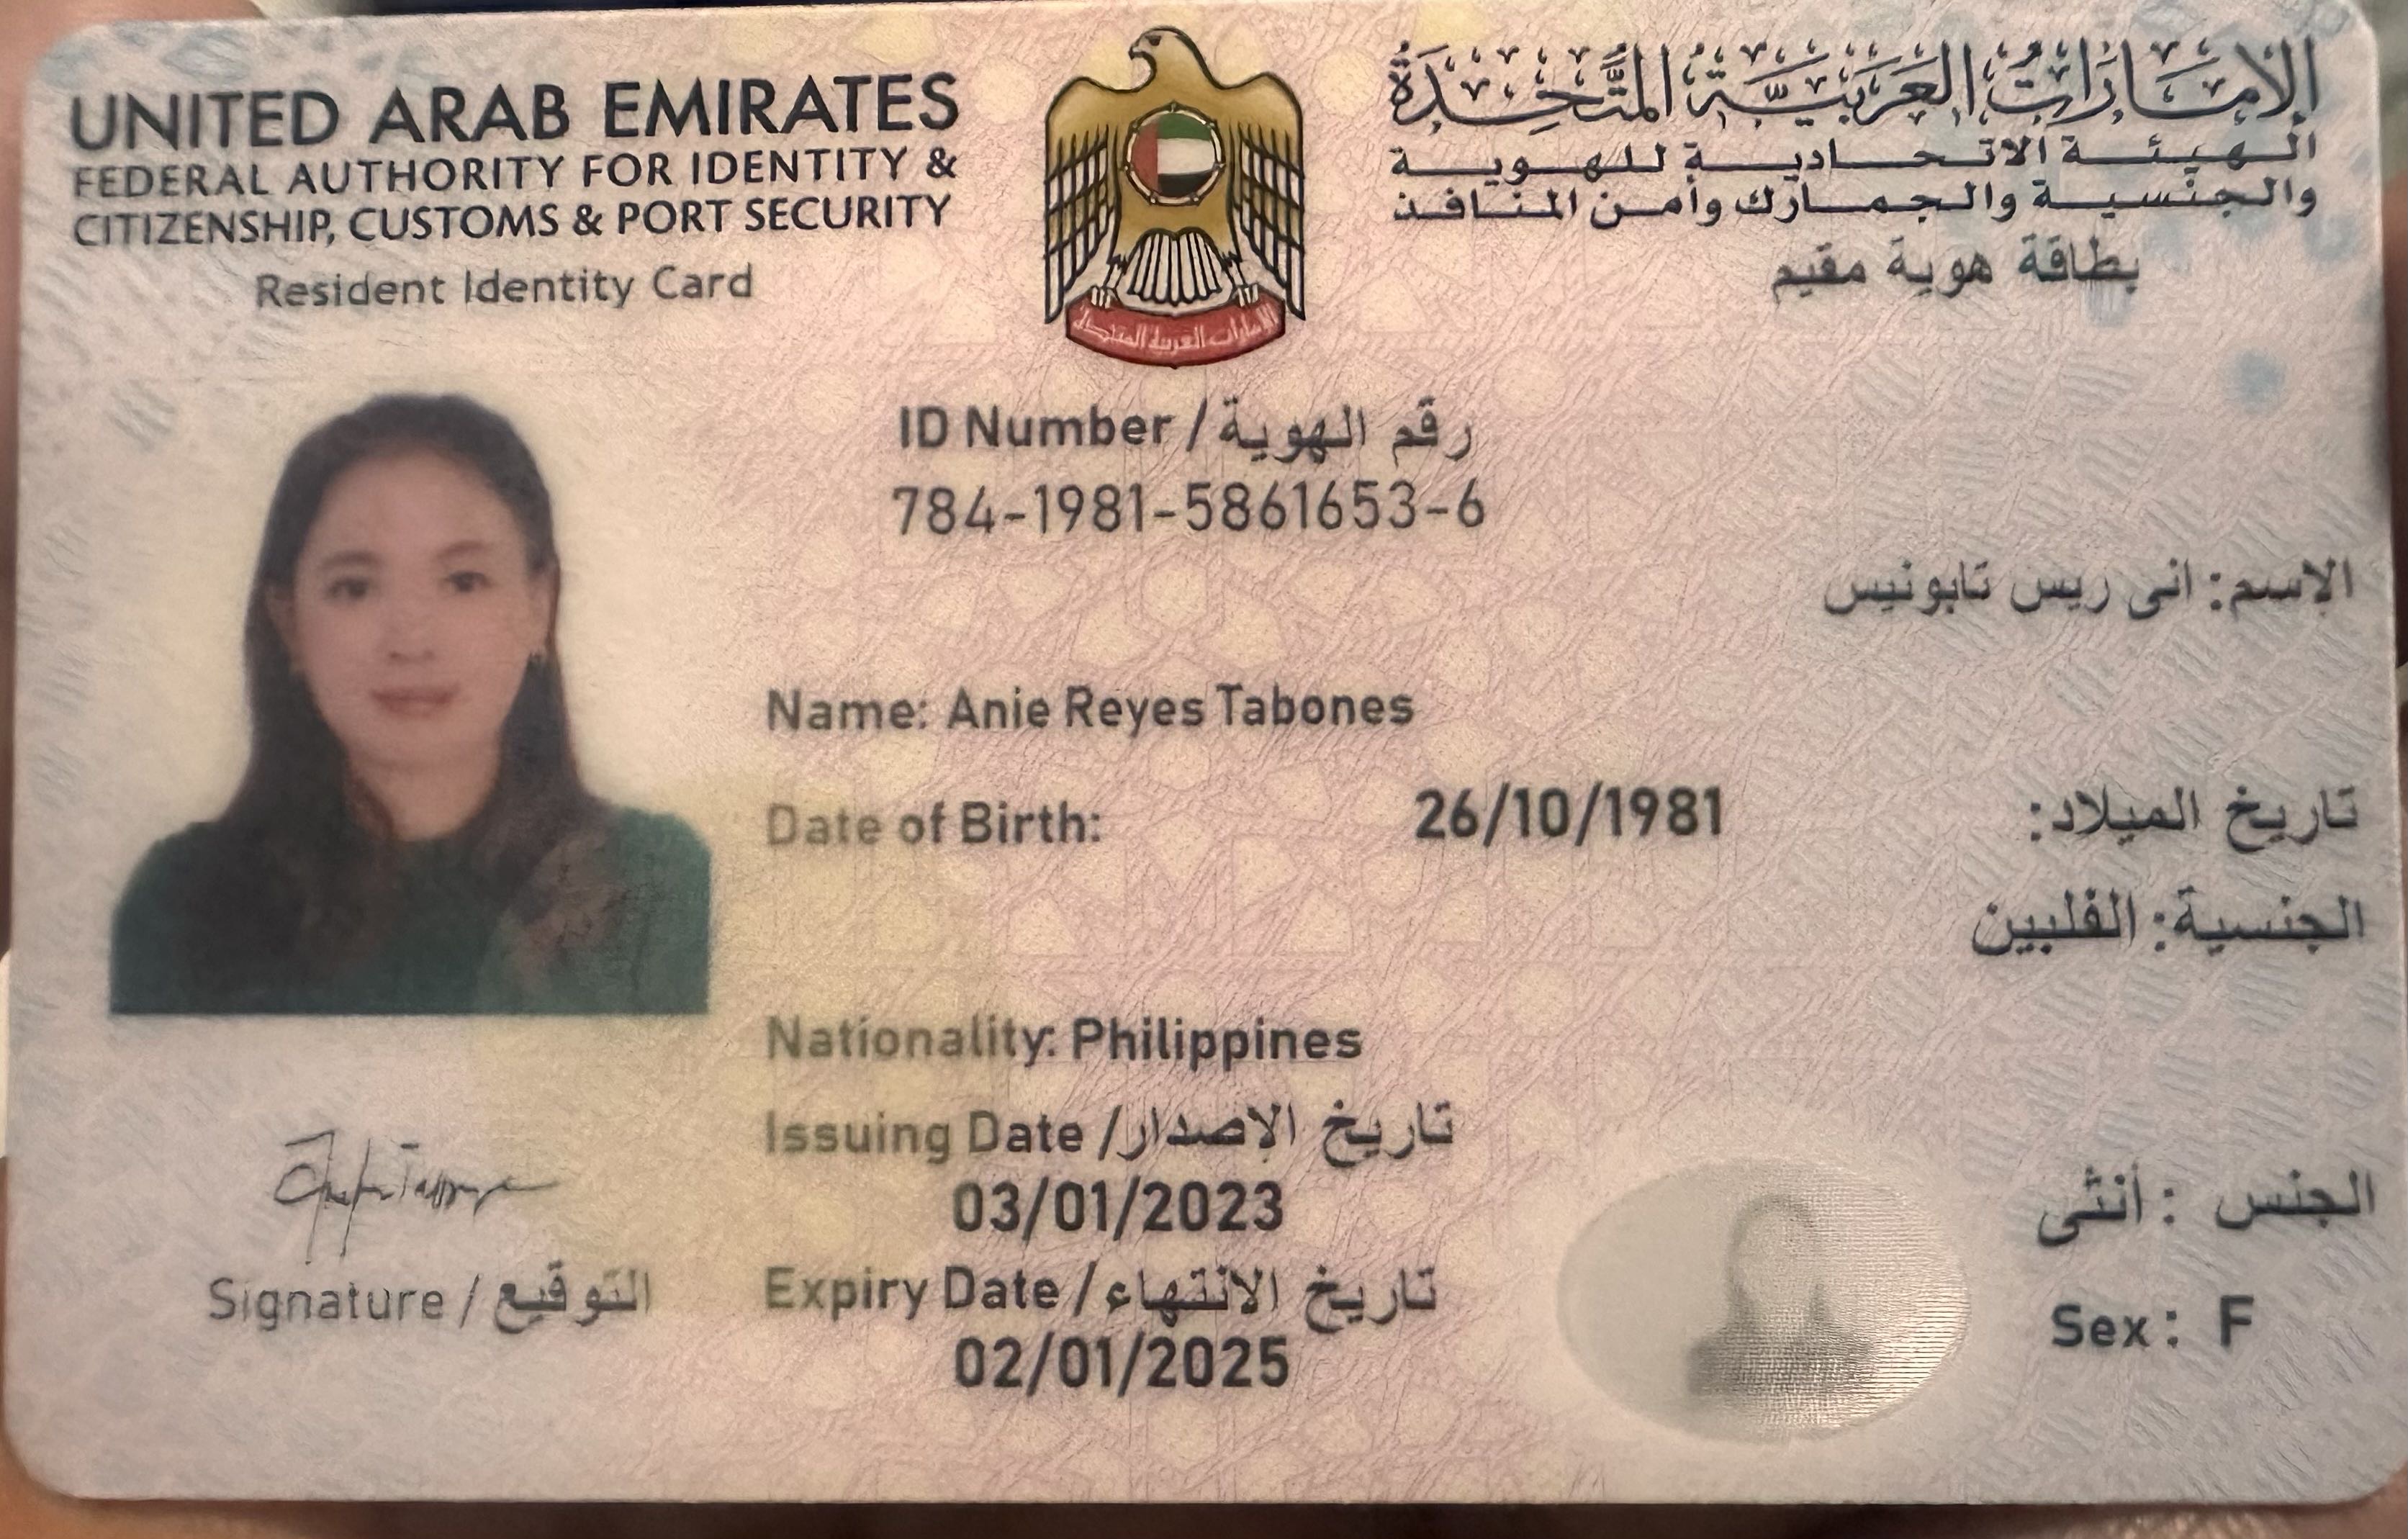 UNITED ARAB EMIRATES
FEDERAL AUTHORITY FOR IDENTITY &
CITIZENSHIP, CUSTOMS & PORT SECURITY
Resident Identity Card
الإمارات العربية المتحدة
الهيئة الاتحادية للهوية
والجنسية والجمارك وأمن المنافذ
بطاقة هوية مقيم
الإمارات العربية المتحدة
ID Number / رقم الهوية
784-1981-5861653-6
الإسم: انى ريس تابونيس
Name: Anie Reyes Tabones
Date of Birth: 26/10/1981 تاريخ الميلاد:
الجنسية: الفلبين
Nationality: Philippines
Issuing Date / تاريخ الإصدار
03/01/2023
Expiry Date / تاريخ الانتهاء
02/01/2025
الجنس : أنثى
Sex : F
Signature / التوقيع